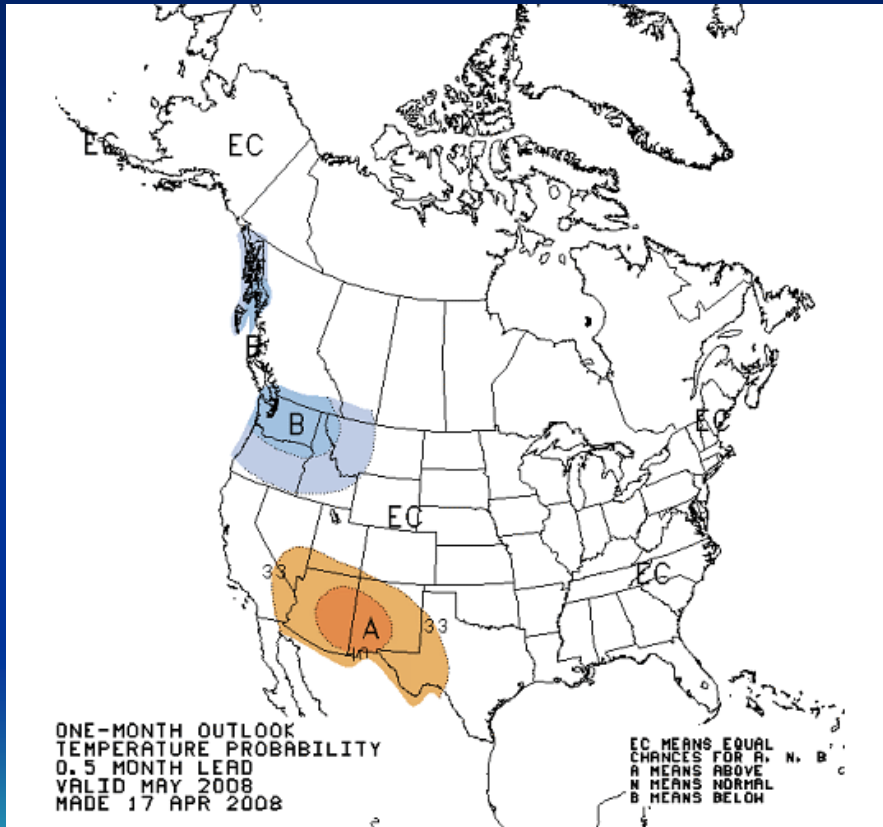 EC
EC
B
B
EC
EC
EC
33
A
33
40
ONE-MONTH OUTLOOK
TEMPERATURE PROBABILITY
0.5 MONTH LEAD
VALID MAY 2008
MADE 17 APR 2008
EC MEANS EQUAL
CHANCES FOR A, N, B
A MEANS ABOVE
N MEANS NORMAL
B MEANS BELOW